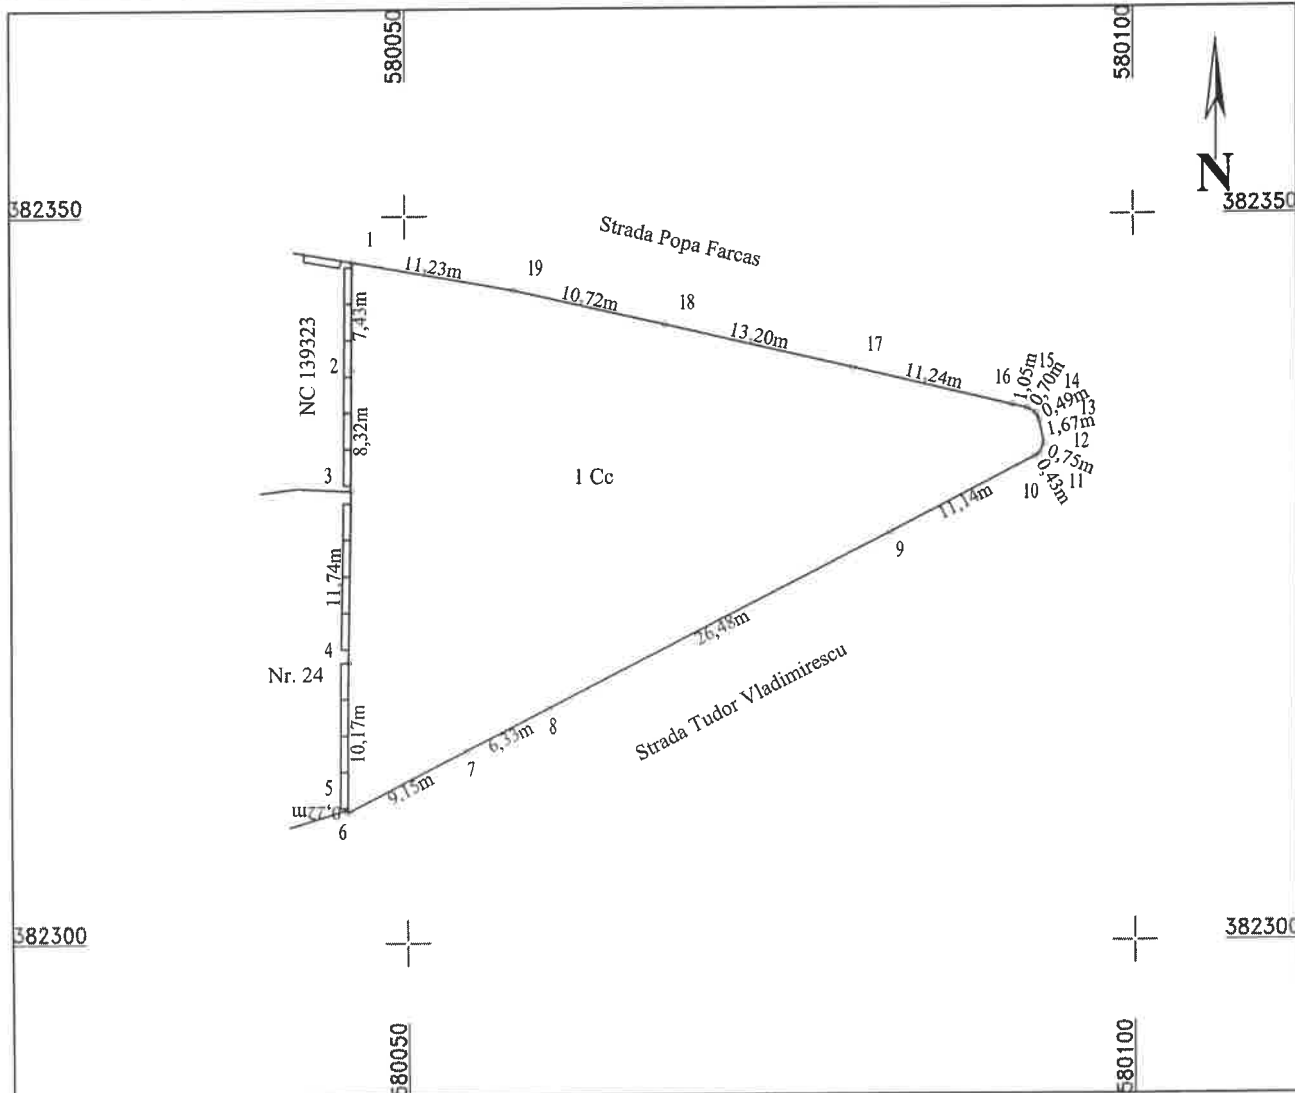 580050
580100
N
382350
382350
Strada Popa Farcas
1
11,23m
19
10,72m
18
13,20m
17
11,24m
16
1,05m
15
0,70m
14
0,49m
13
1,67m
12
0,75m
11
0,43m
10
11,14m
9
26,48m
8
6,33m
7
9,15m
NC 139323
7,43m
2
8,32m
3
1 Cc
11,74m
4
Nr. 24
10,17m
5
0,22m
6
Strada Tudor Vladimirescu
382300
382300
580050
580100